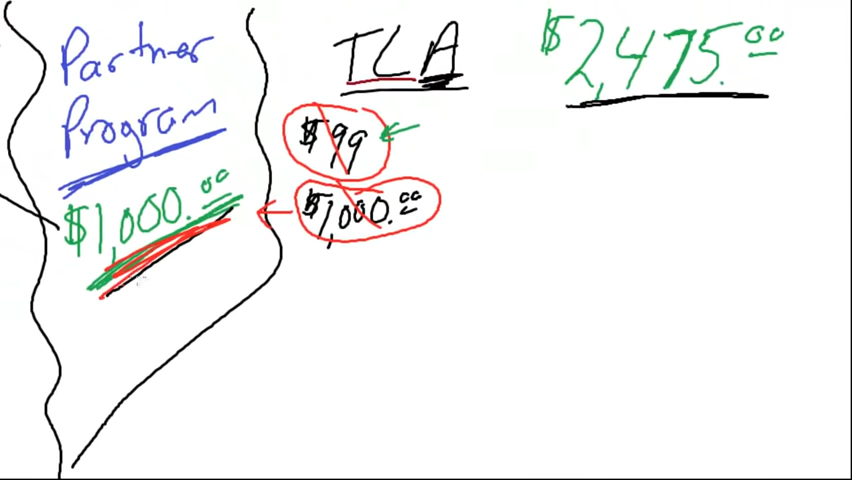 Partner
Program
$1,000.00
TLA
$99
$1,000.00
$2,475.00